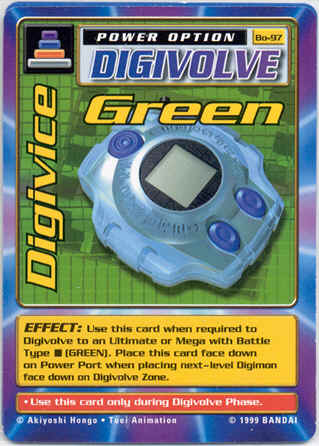 POWER OPTION
Bo-97
DIGIVOLVE
Green
Digivice
EFFECT: Use this card when required to
Digivolve to an Ultimate or Mega with Battle
Type ■ [GREEN]. Place this card face down
on Power Port when placing next-level Digimon
face down on Digivolve Zone.
• Use this card only during Digivolve Phase.
© Akiyoshi Hongo • Toei Animation © 1999 BANDAI